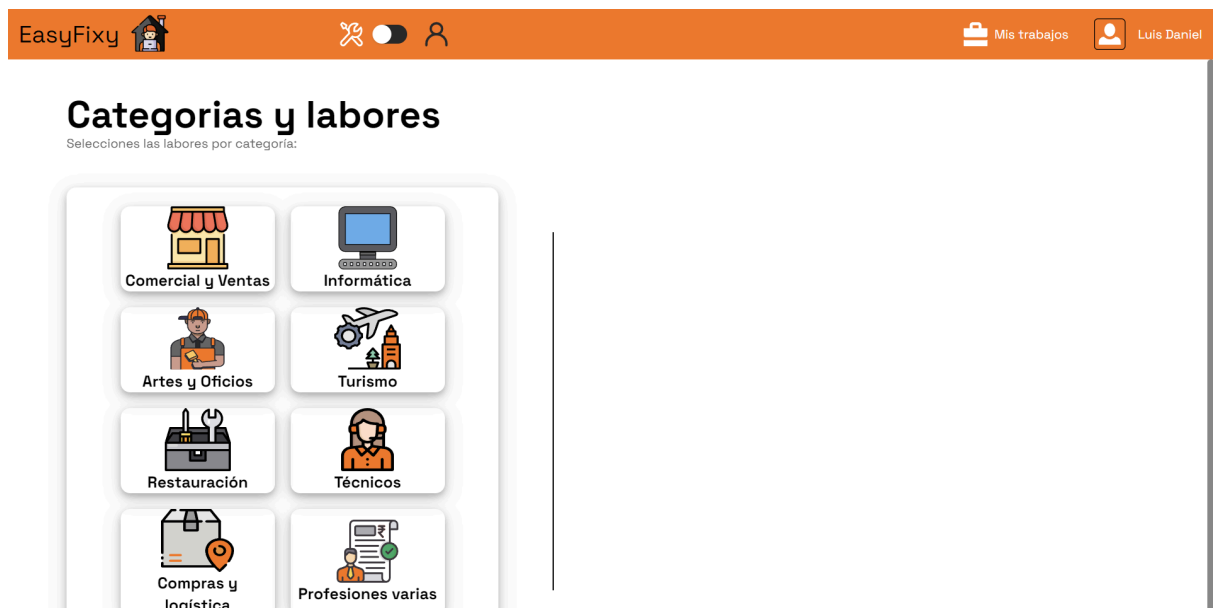 EasyFixy
Mis trabajos
Luis Daniel
Categorias y labores
Selecciones las labores por categoría:
Comercial y Ventas
Informática
Artes y Oficios
Turismo
Restauración
Técnicos
Compras y
logística
Profesiones varias